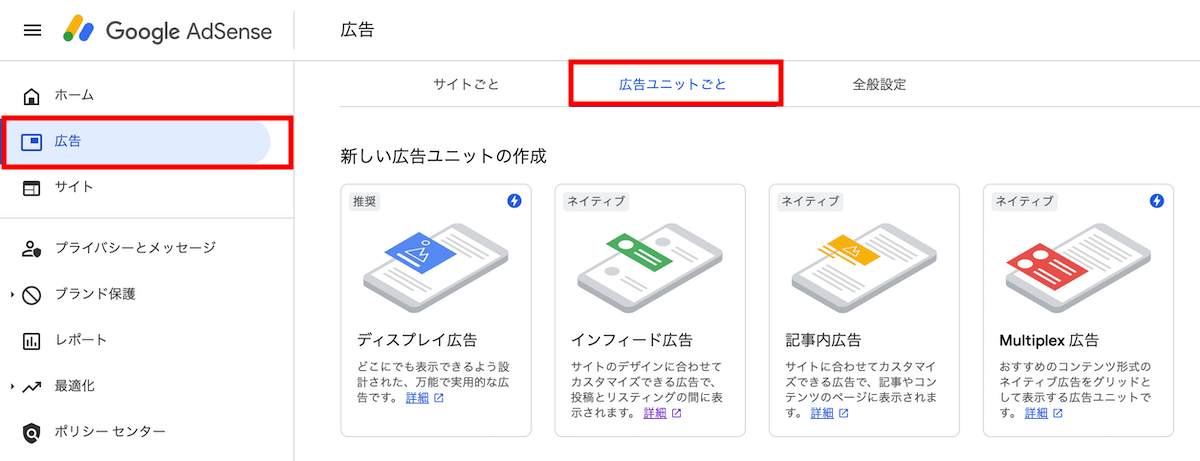 Google AdSense
広告
ホーム
広告
サイト
プライバシーとメッセージ
ブランド保護
レポート
最適化
ポリシー センター
サイトごと
広告ユニットごと
全般設定
新しい広告ユニットの作成
推奨
ディスプレイ広告
どこにでも表示できるよう設
計された、万能で実用的な広
告です。 詳細
ネイティブ
インフィード広告
サイトのデザインに合わせて
カスタマイズできる広告で、
投稿とリスティングの間に表
示されます。 詳細
ネイティブ
記事内広告
サイトに合わせてカスタマイ
ズできる広告で、記事やコン
テンツのページに表示されま
す。 詳細
ネイティブ
Multiplex 広告
おすすめのコンテンツ形式の
ネイティブ広告をグリッドと
して表示する広告ユニットで
す。 詳細